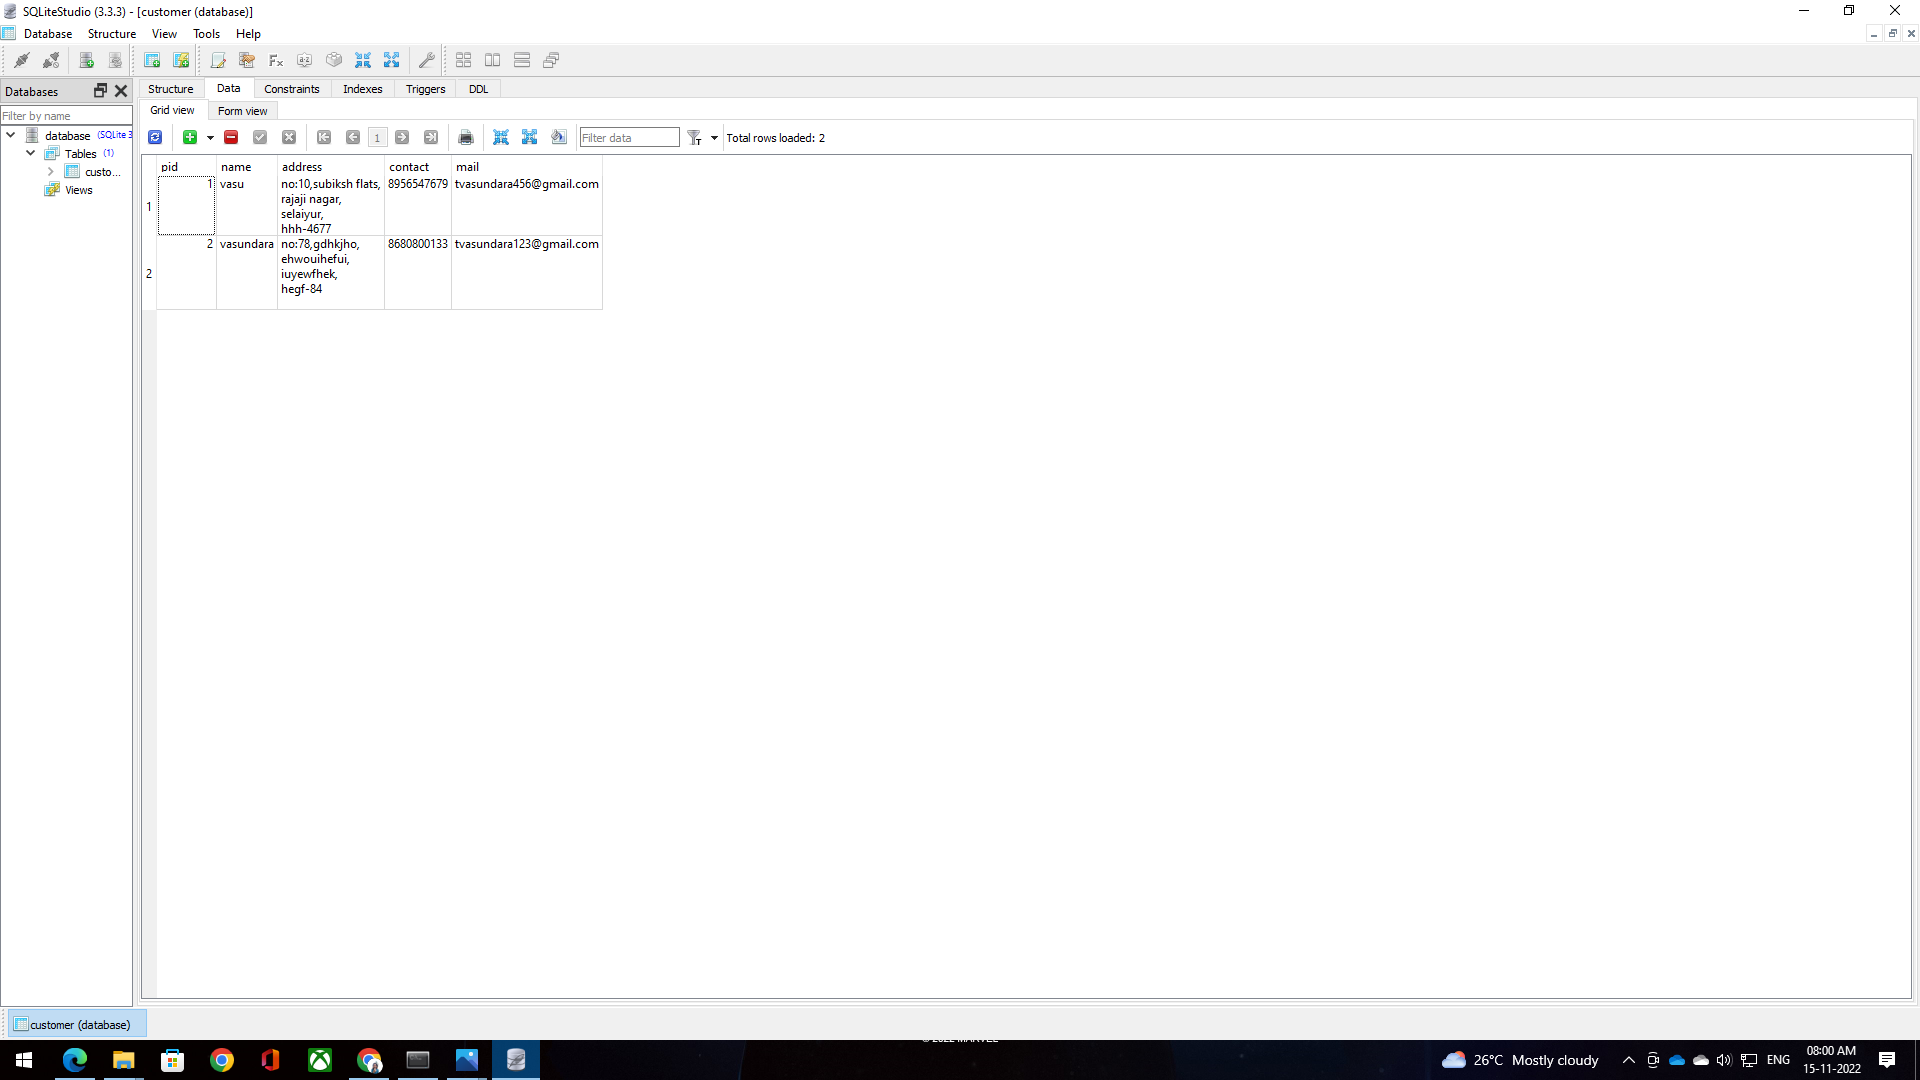 SQLiteStudio (3.3.3) - [customer (database)]
Database Structure View Tools Help
Databases
Filter by name
database (SQLite 3
Tables (1)
custo...
Views
Structure Data Constraints Indexes Triggers DDL
Grid view Form view
1 Filter data Total rows loaded: 2
pid name address contact mail
1 1 vasu no:10,subiksh flats, 8956547679 tvasundara456@gmail.com
rajaji nagar,
selaiyur,
hhh-4677
2 2 vasundara no:78,gdhkjho, 8680800133 tvasundara123@gmail.com
ehwouihefui,
iuyewfhek,
hegf-84
customer (database)
© 2022 MARVEL
26°C Mostly cloudy ENG 08:00 AM
15-11-2022